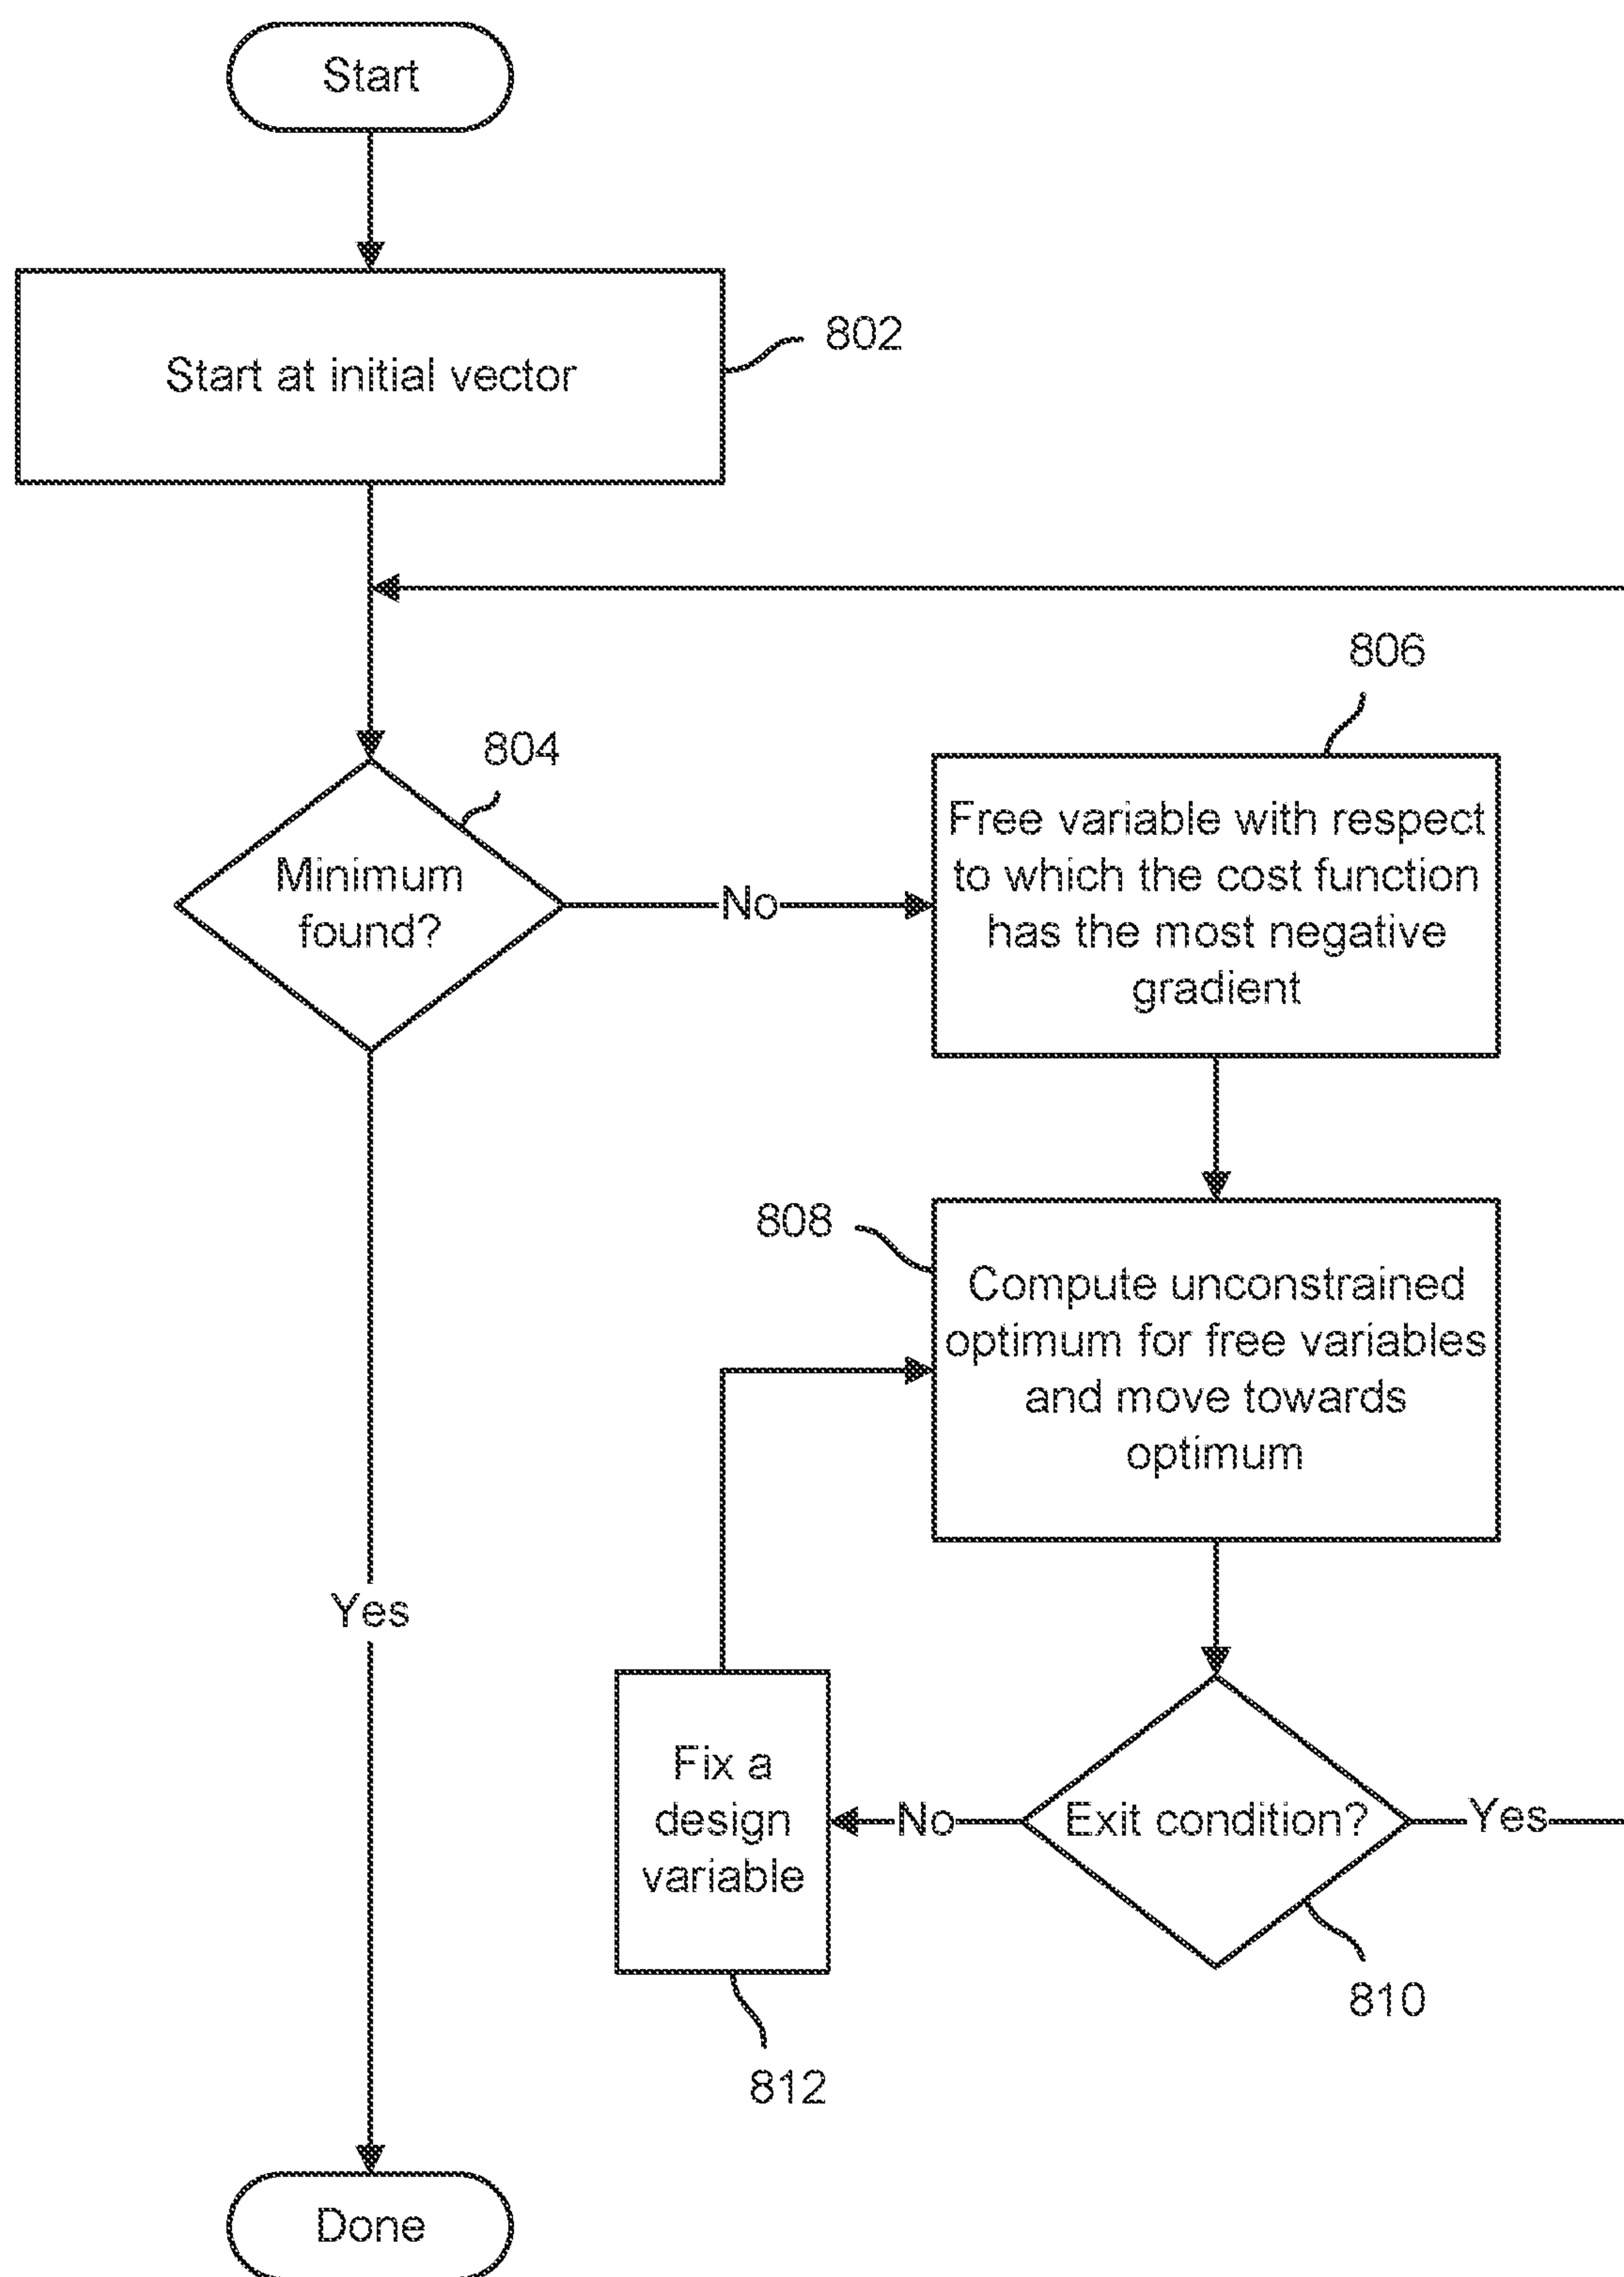 Start
Start at initial vector
802
806
804
Minimum
found?
No
Free variable with respect
to which the cost function
has the most negative
gradient
808
Compute unconstrained
optimum for free variables
and move towards
optimum
Yes
Fix a
design
variable
No
Exit condition?
Yes
810
812
Done